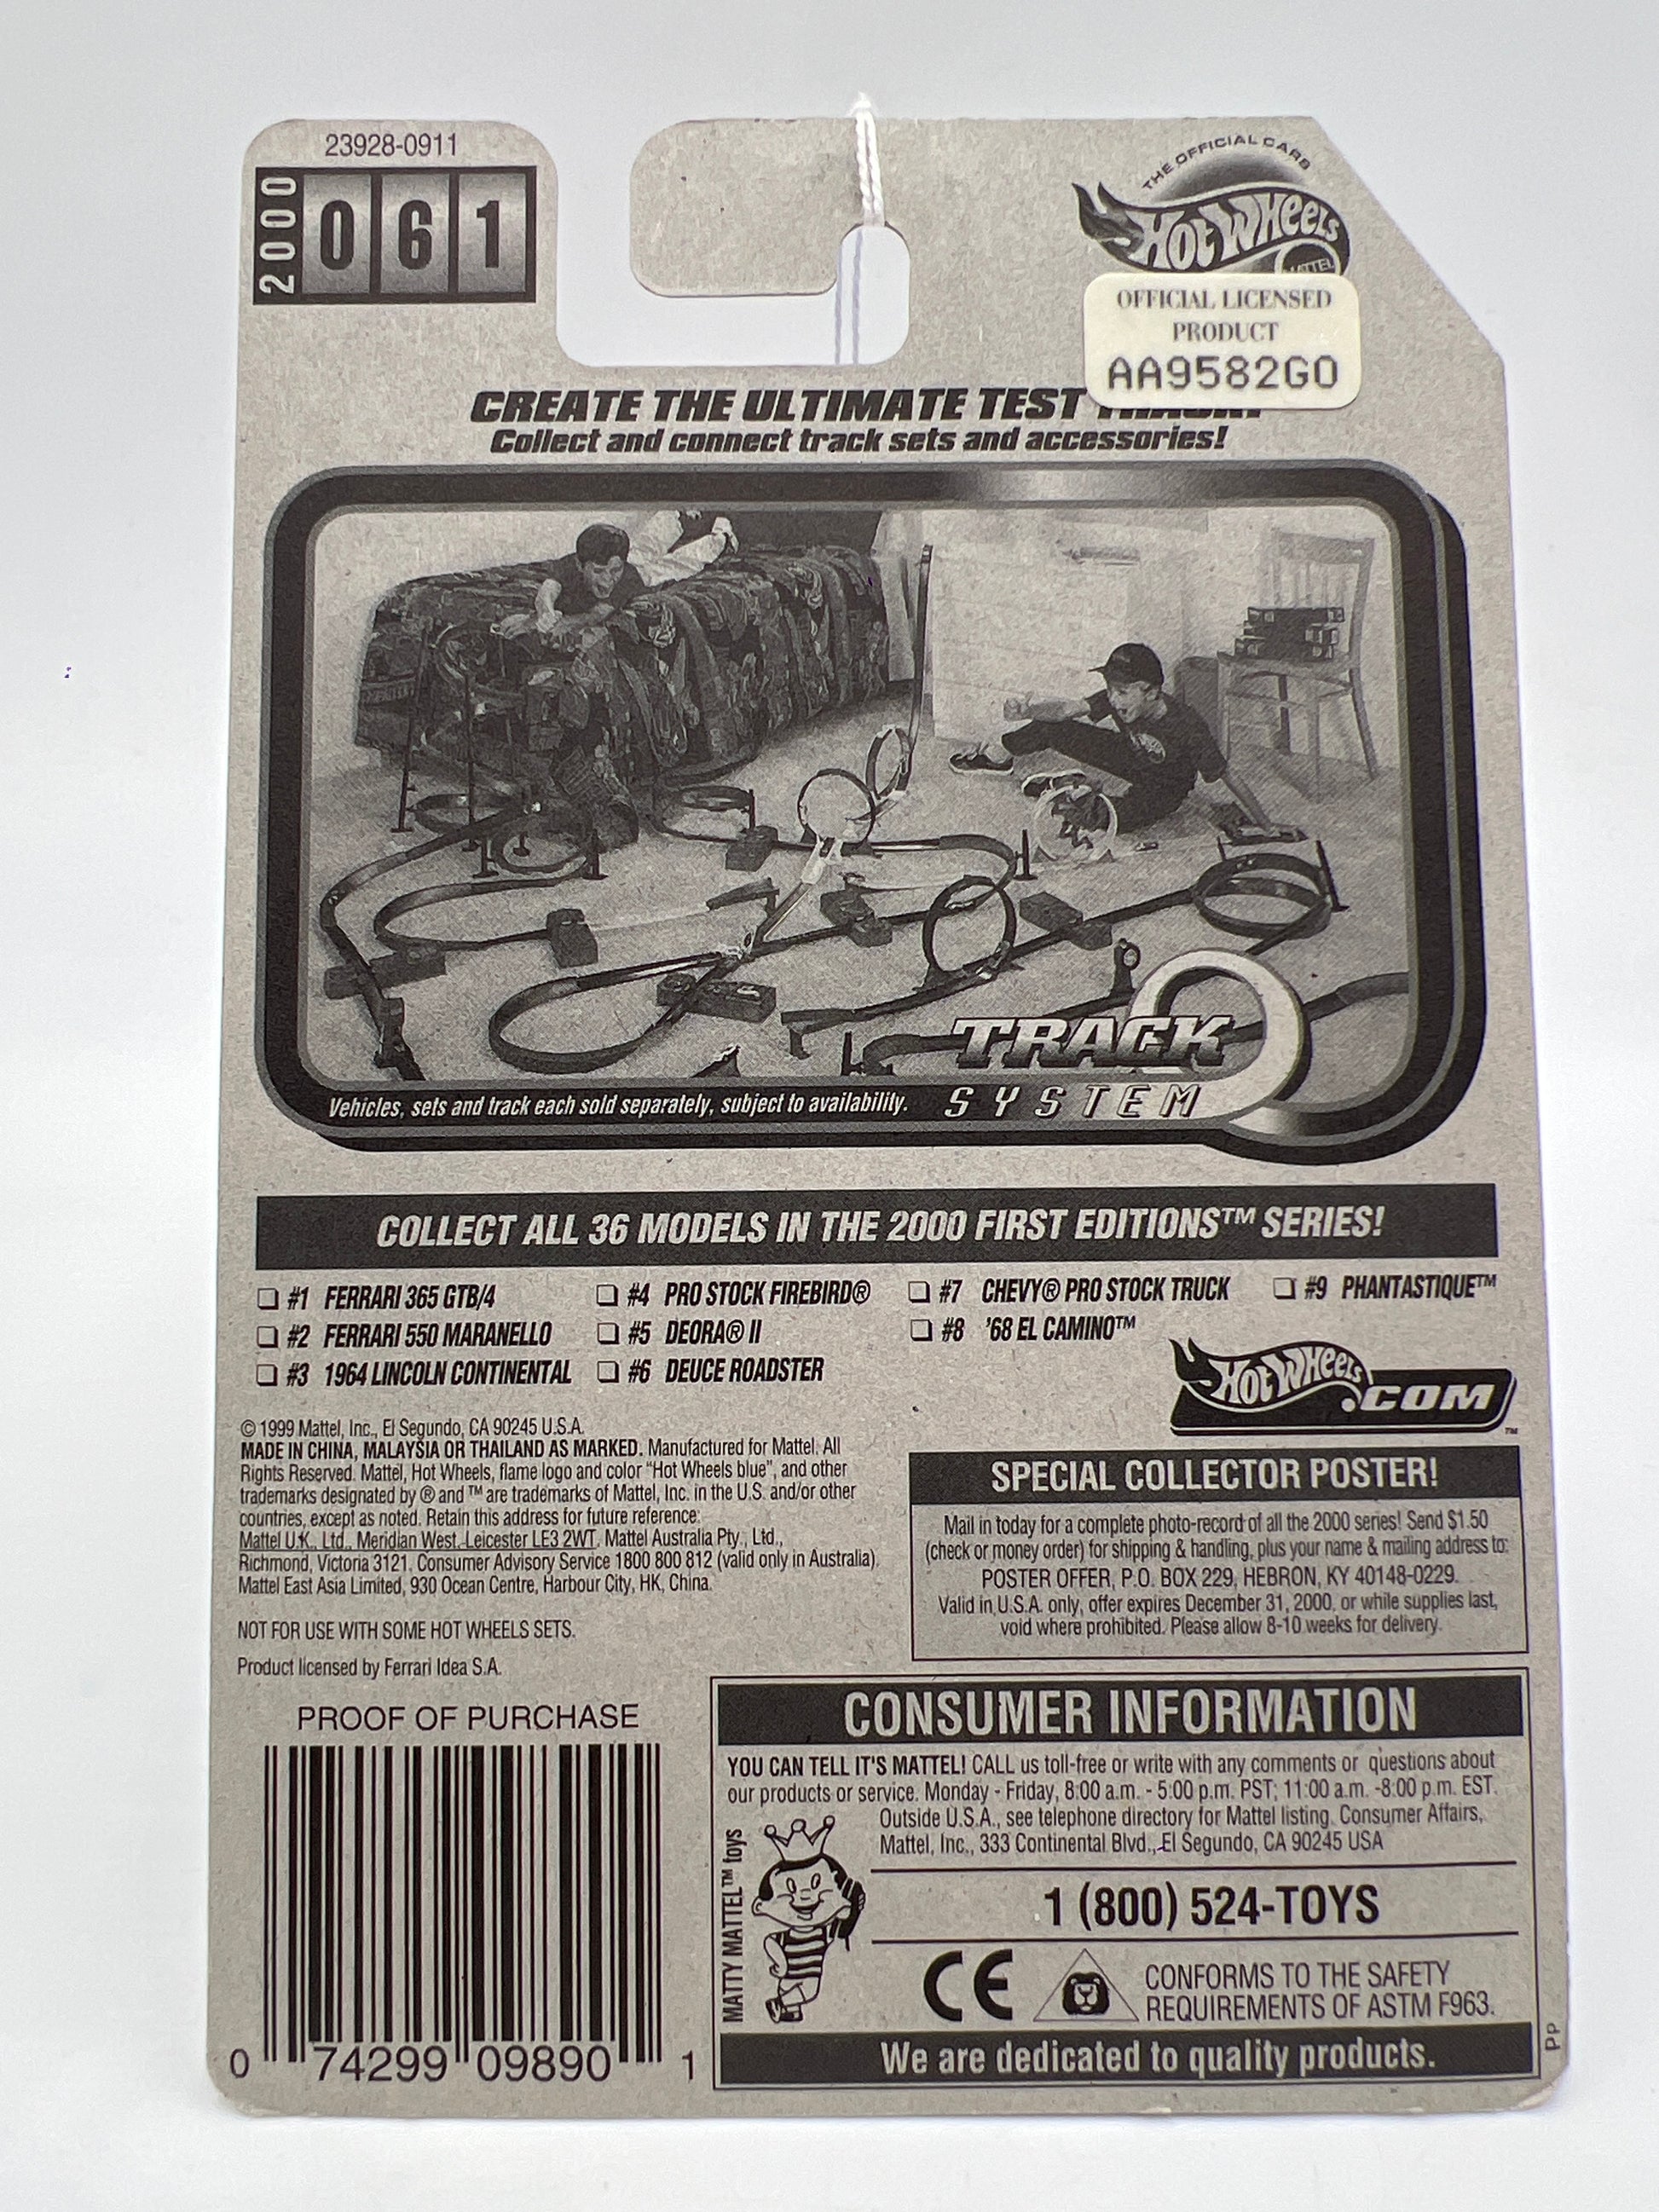 23928-0911
2000
061
THE OFFICIAL CARS
HOT WHEELS
MATTEL
OFFICIAL LICENSED
PRODUCT
AA9582GO
CREATE THE ULTIMATE TEST
Collect and connect track sets and accessories!
TRACK
SYSTEM
Vehicles, sets and track each sold separately, subject to availability.
COLLECT ALL 36 MODELS IN THE 2000 FIRST EDITIONS™ SERIES!
❏ #1 FERRARI 365 GTB/4
❏ #2 FERRARI 550 MARANELLO
❏ #3 1964 LINCOLN CONTINENTAL
❏ #4 PRO STOCK FIREBIRD®
❏ #5 DEORA® II
❏ #6 DEUCE ROADSTER
❏ #7 CHEVY® PRO STOCK TRUCK
❏ #8 '68 EL CAMINO™
❏ #9 PHANTASTIQUE™
HOT WHEELS.COM™
© 1999 Mattel, Inc., El Segundo, CA 90245 U.S.A.
MADE IN CHINA, MALAYSIA OR THAILAND AS MARKED. Manufactured for Mattel. All
Rights Reserved. Mattel, Hot Wheels, flame logo and color “Hot Wheels blue”, and other
trademarks designated by ® and ™ are trademarks of Mattel, Inc. in the U.S. and/or other
countries, except as noted. Retain this address for future reference:
Mattel U.K., Ltd., Meridian West, Leicester LE3 2WT. Mattel Australia Pty., Ltd.,
Richmond, Victoria 3121. Consumer Advisory Service 1800 800 812 (valid only in Australia).
Mattel East Asia Limited, 930 Ocean Centre, Harbour City, HK, China.
NOT FOR USE WITH SOME HOT WHEELS SETS.
Product licensed by Ferrari Idea S.A.
SPECIAL COLLECTOR POSTER!
Mail in today for a complete photo-record of all the 2000 series! Send $1.50
(check or money order) for shipping & handling, plus your name & mailing address to:
POSTER OFFER, P.O. BOX 229, HEBRON, KY 40148-0229.
Valid in U.S.A. only, offer expires December 31, 2000, or while supplies last,
void where prohibited. Please allow 8-10 weeks for delivery.
PROOF OF PURCHASE
0 74299 09890 1
CONSUMER INFORMATION
YOU CAN TELL IT'S MATTEL! CALL us toll-free or write with any comments or questions about
our products or service. Monday - Friday, 8:00 a.m. - 5:00 p.m. PST; 11:00 a.m. -8:00 p.m. EST.
Outside U.S.A., see telephone directory for Mattel listing. Consumer Affairs,
Mattel, Inc., 333 Continental Blvd., El Segundo, CA 90245 USA
MATTY MATTEL™ toys
1 (800) 524-TOYS
CE
CONFORMS TO THE SAFETY
REQUIREMENTS OF ASTM F963.
We are dedicated to quality products.
PP